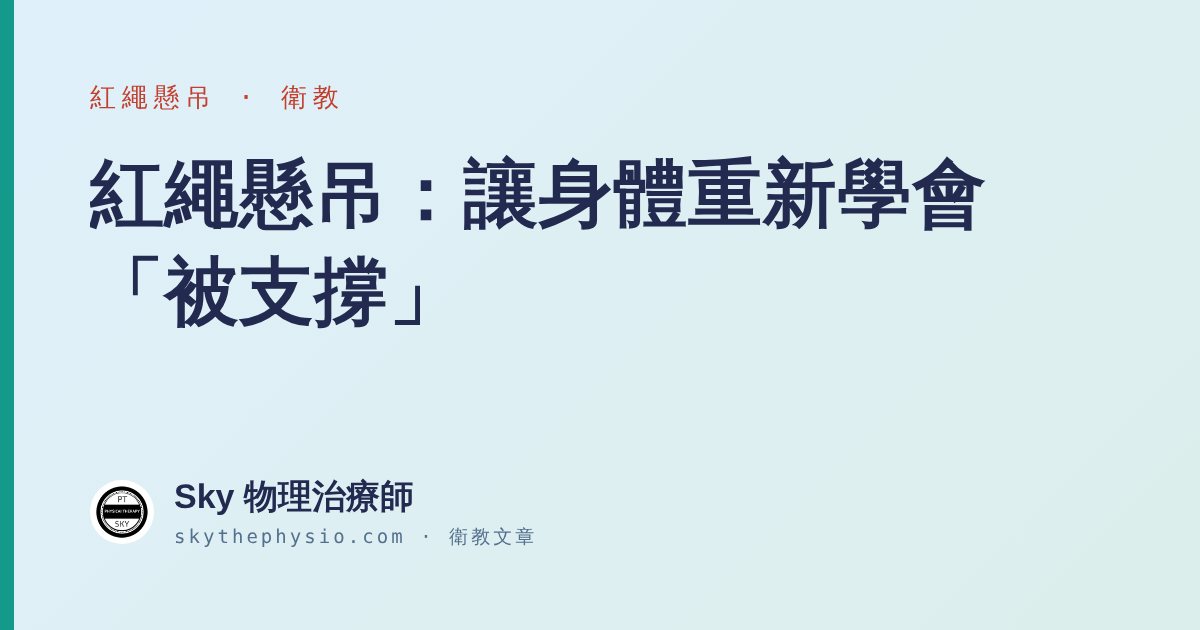 紅繩懸吊 · 衛教
紅繩懸吊：讓身體重新學會
「被支撐」
PT
PHYSICAL THERAPY
SKY
Sky 物理治療師
skythephysio.com · 衛教文章